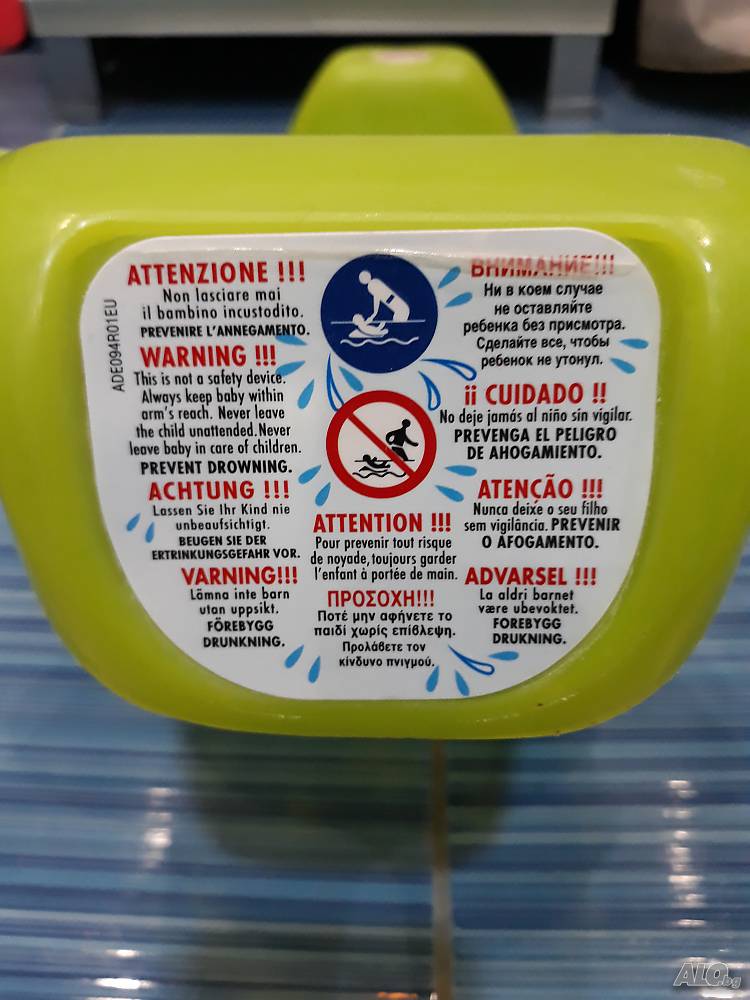 ADE094R01EU
ATTENZIONE !!!
Non lasciare mai
il bambino incustodito.
PREVENIRE L'ANNEGAMENTO.
WARNING !!!
This is not a safety device.
Always keep baby within
arm's reach. Never leave
the child unattended. Never
leave baby in care of children.
PREVENT DROWNING.
ACHTUNG !!!
Lassen Sie Ihr Kind nie
unbeaufsichtigt.
BEUGEN SIE DER
ERTRINKUNGSGEFAHR VOR.
VARNING!!!
Lämna inte barn
utan uppsikt.
FÖREBYGG
DRUNKNING.
ATTENTION !!!
Pour prevenir tout risque
de noyade, toujours garder
l'enfant à portée de main.
ΠΡΟΣΟΧΗ!!!
Ποτέ μην αφήνετε το
παιδί χωρίς επίβλεψη.
Προλάβετε τον
κίνδυνο πνιγμού.
ВНИМАНИЕ!!!
Ни в коем случае
не оставляйте
ребенка без присмотра.
Сделайте все, чтобы
ребенок не утонул.
¡¡ CUIDADO !!
No deje jamás al niño sin vigilar.
PREVENGA EL PELIGRO
DE AHOGAMIENTO.
ATENÇÃO !!!
Nunca deixe o seu filho
sem vigilância. PREVENIR
O AFOGAMENTO.
ADVARSEL !!!
La aldri barnet
være ubevoktet.
FOREBYGG
DRUKNING.
ALO.bg